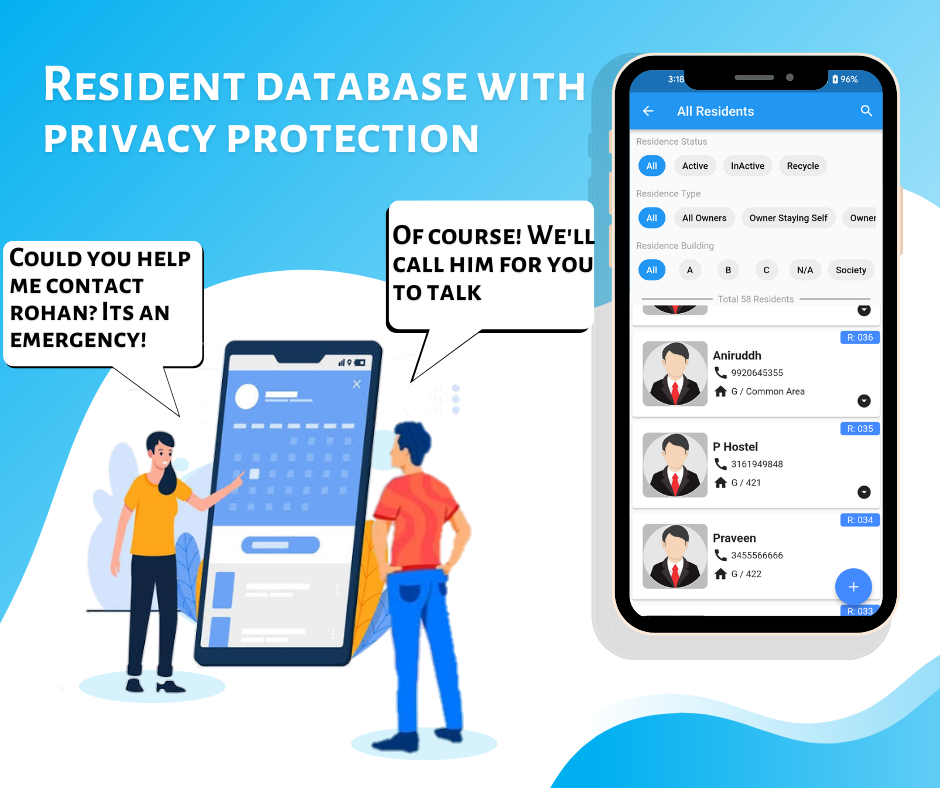 Resident database with
privacy protection
Could you help
me contact
rohan? Its an
emergency!
Of course! We'll
call him for you
to talk
3:18
96%
All Residents
Residence Status
All
Active
InActive
Recycle
Residence Type
All
All Owners
Owner Staying Self
Owner
Residence Building
All
A
B
C
N/A
Society
Total 58 Residents
R: 036
Aniruddh
9920645355
G / Common Area
R: 035
P Hostel
3161949848
G / 421
R: 034
Praveen
3455566666
G / 422
+
R: 033